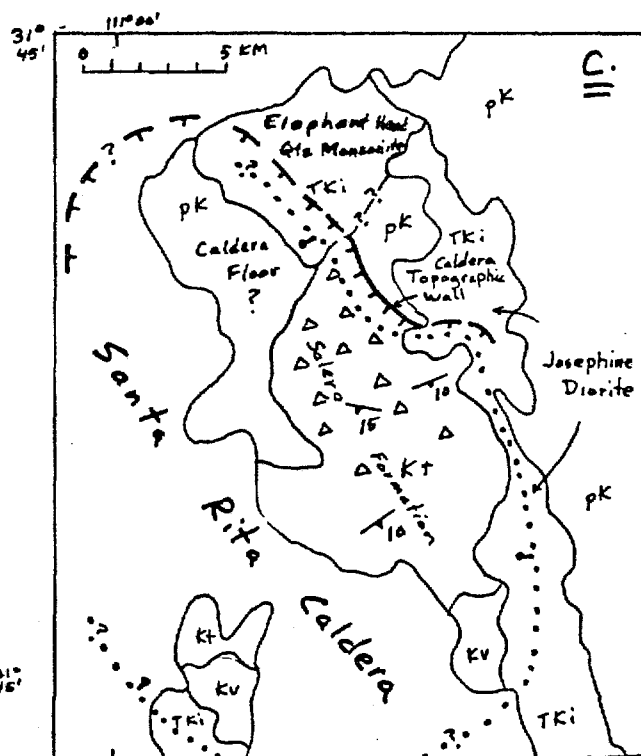 111°00'
31°
45'
0 5 KM
C.
pK
Elephant Head
Qtz Monzonite
?
?
TKi
?
pK
pK
TKi
Caldera
Topographic
Wall
Caldera
Floor
?
Santa
Salero
Josephine
Diorite
10
15
Kt
Formation
pK
Rita
10
Caldera
?
Kt
Kv
Kv
45'
TKi
?
TKi